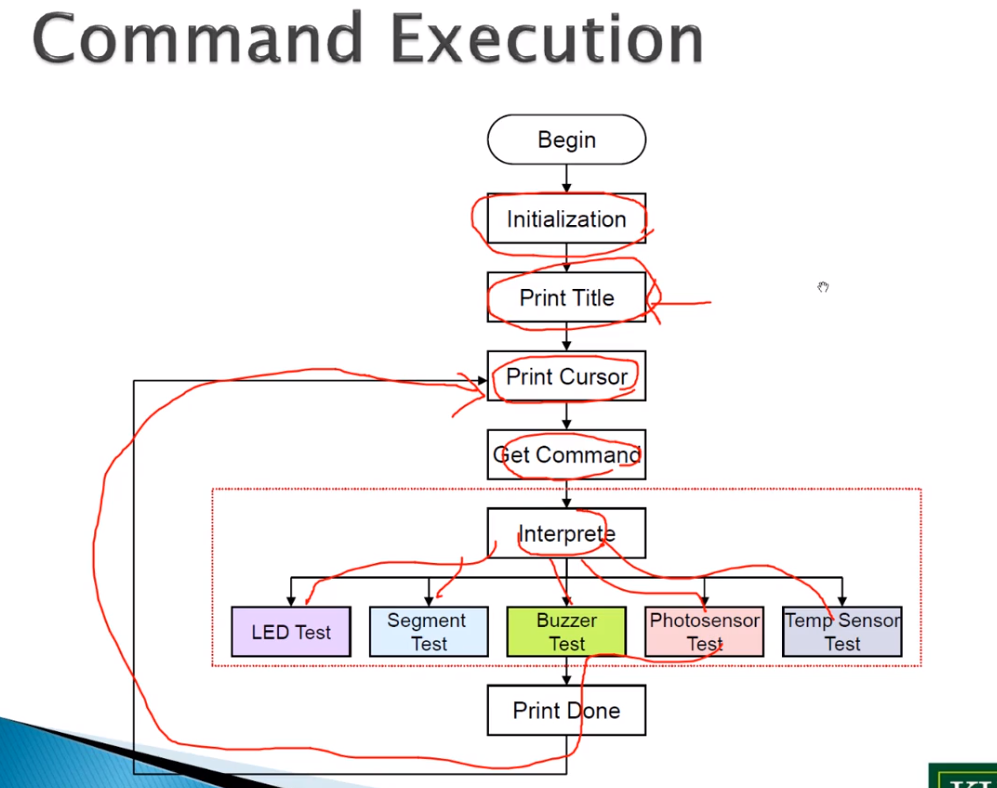 Command Execution
Begin
Initialization
Print Title
Print Cursor
Get Command
Interprete
LED Test
Segment
Test
Buzzer
Test
Photosensor
Test
Temp Sensor
Test
Print Done